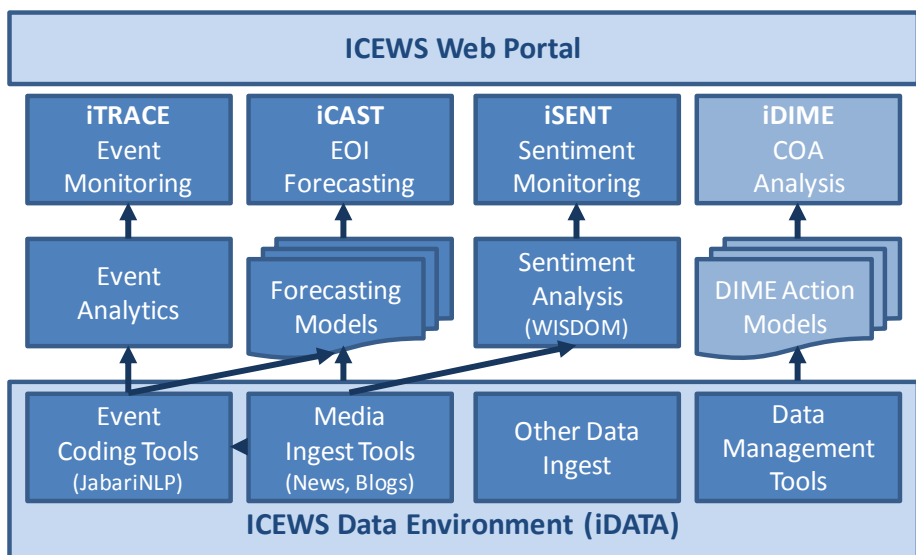 ICEWS Web Portal
iTRACE
Event
Monitoring
iCAST
EOI
Forecasting
iSENT
Sentiment
Monitoring
iDIME
COA
Analysis
Event
Analytics
Forecasting
Models
Sentiment
Analysis
(WISDOM)
DIME Action
Models
Event
Coding Tools
(JabariNLP)
Media
Ingest Tools
(News, Blogs)
Other Data
Ingest
Data
Management
Tools
ICEWS Data Environment (iDATA)